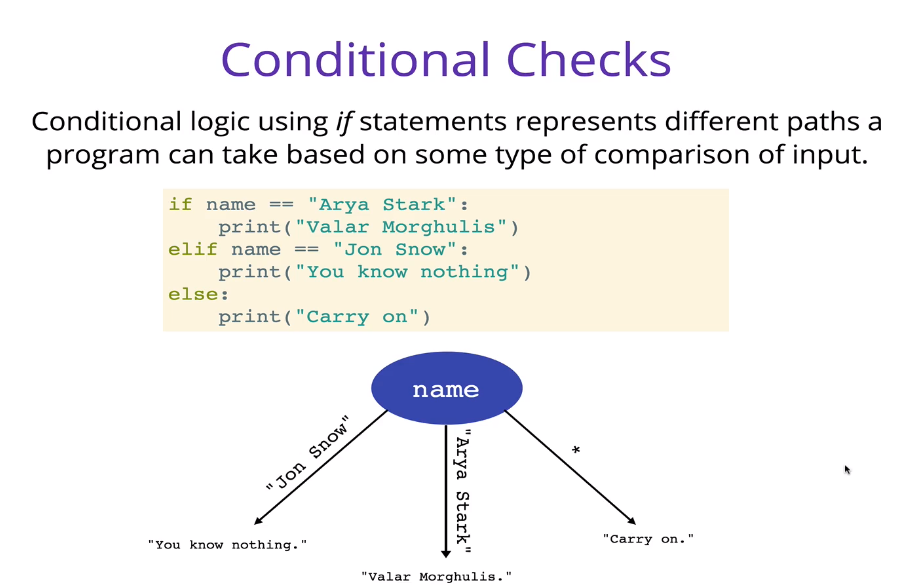 Conditional Checks
Conditional logic using if statements represents different paths a
program can take based on some type of comparison of input.
if name == "Arya Stark":
    print("Valar Morghulis")
elif name == "Jon Snow":
    print("You know nothing")
else:
    print("Carry on")
name
"Jon Snow"
"Arya Stark"
*
"You know nothing."
"Valar Morghulis."
"Carry on."